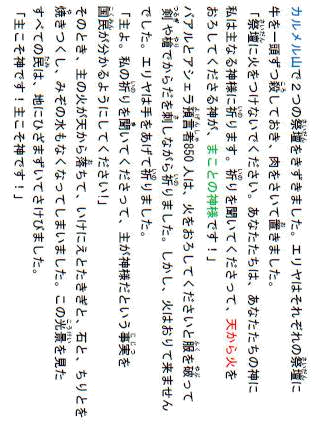 カルメル山で２つの祭壇をきずきました。エリヤはそれぞれの祭壇に
牛を一頭ずつ殺しておき、肉をさいて置きました。
「祭壇に火をつけないでください。あなたたちは、あなたたちの神に
私は主なる神様に祈ります。祈りを聞いてくださって、天から火を
おろしてくださる神が、まことの神様です！」
バアルとアシェラ預言者850人は、火をおろしてくださいと服を破って
剣や槍でからだを刺しながら祈りました。しかし、火はおりて来ません
でした。エリヤは手をあげて祈りました。
「主よ。私の祈りを聞いてくださって、主が神様だという事実を
国民が分かるようにしてください！」
そのとき、主の火が天から落ちて、いけにえとたきぎと、石と、ちりとを
焼きつくし、みぞの水もなくなってしまいました。この光景を見た
すべての民は、地にひざまずいてさけびました。
「主こそ神です！主こそ神です！」